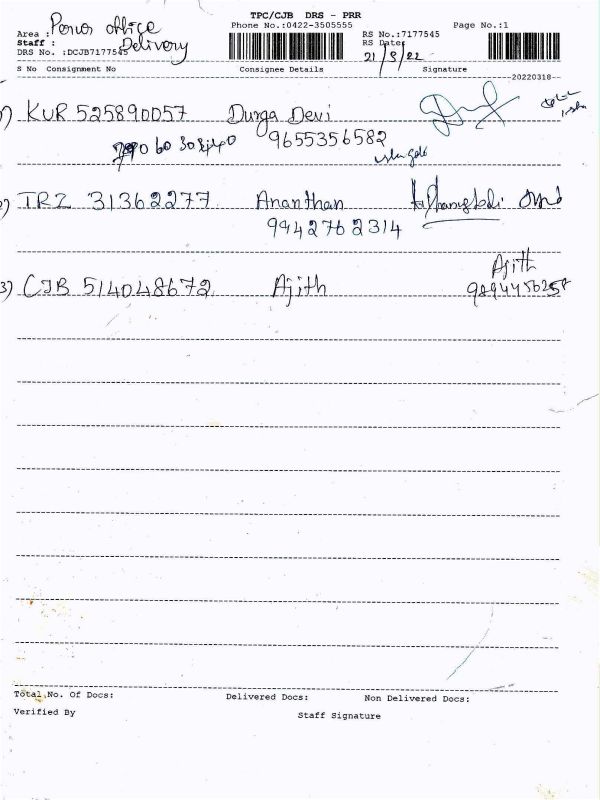 TPC/CJB DRS - PRR
Phone No.:0422-3505555 Page No.:1
Area : office
Staff : Delivery
RS No.:7177545
DRS No. :DCJB7177545
RS Date:
21/3/22
S No Consignment No Consignee Details Signature
20220318
1) KUR 525890057 Durga Devi
9655356582
2) TRZ 31362277 Ananthan
9942762314
3) CJB 514048672 Ajith Ajith
Total No. Of Docs: Delivered Docs: Non Delivered Docs:
Verified By Staff Signature